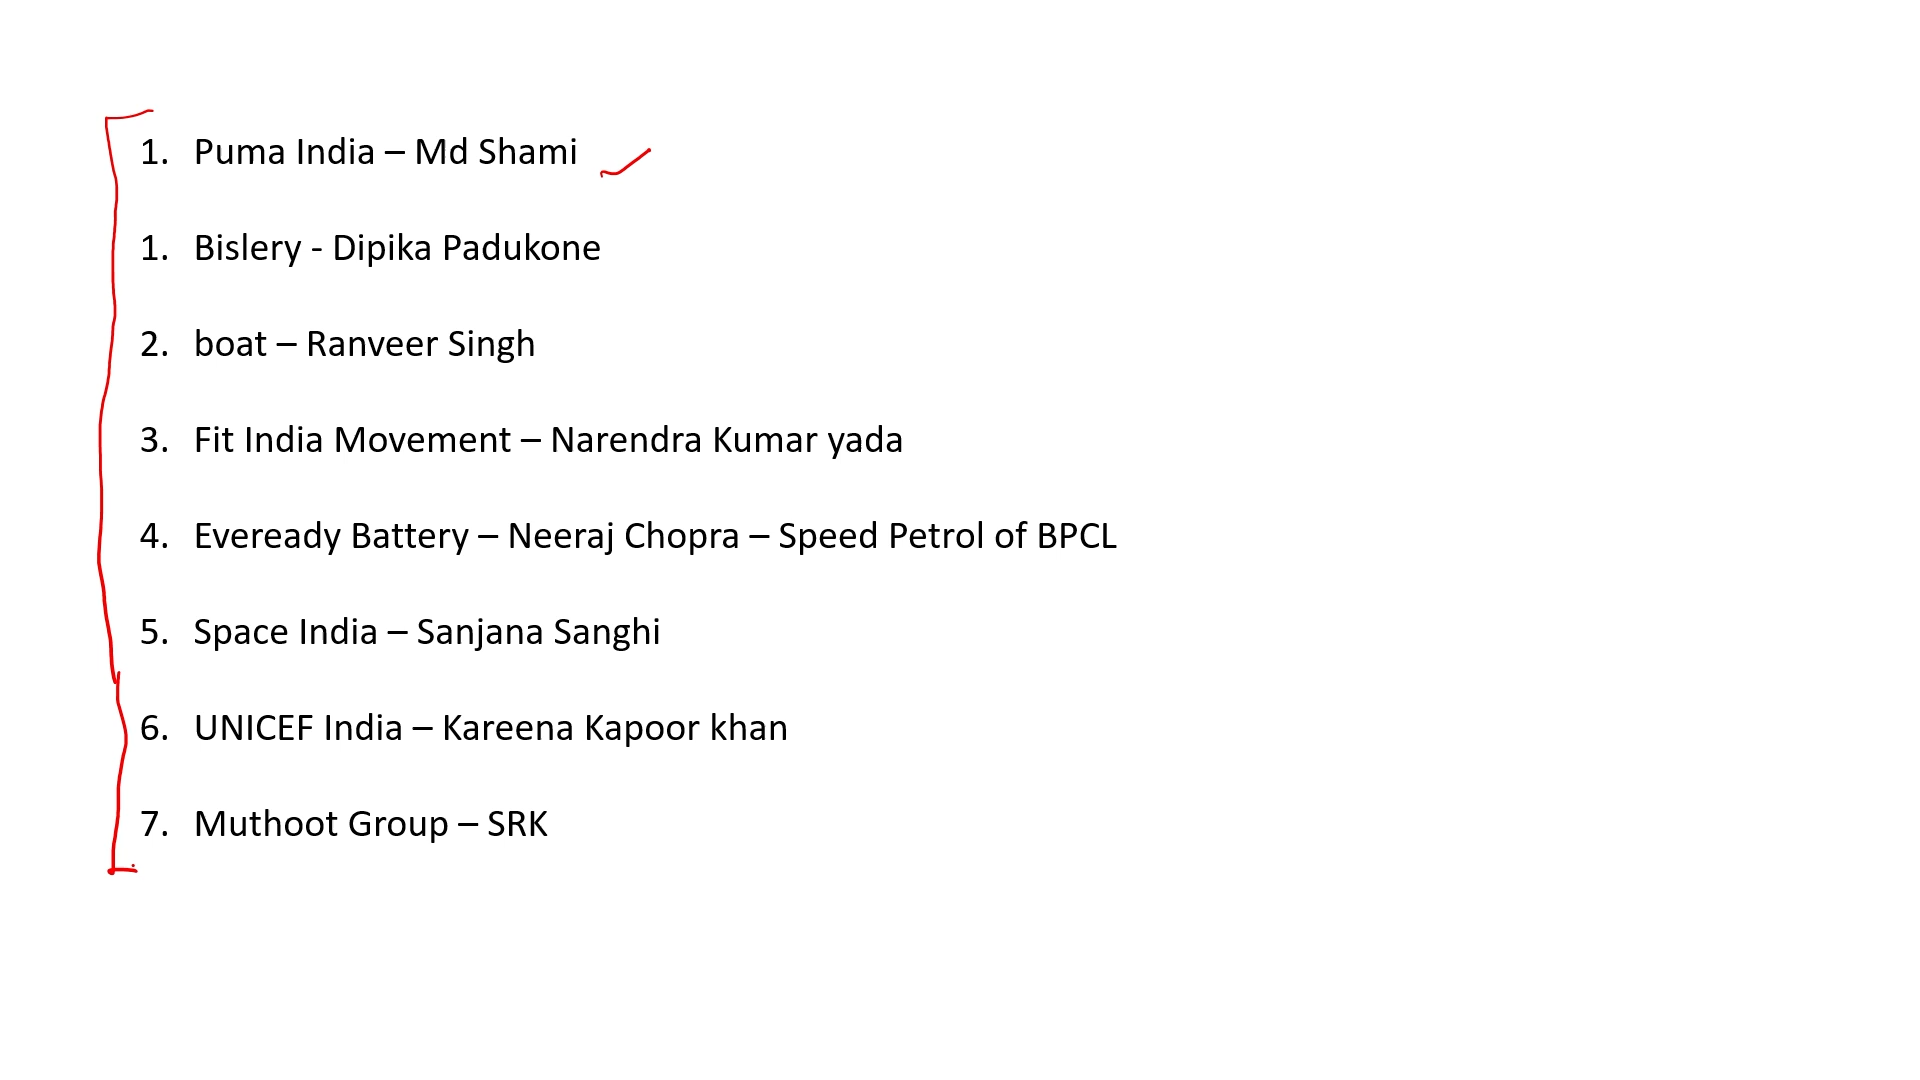 1. Puma India – Md Shami
1. Bislery - Dipika Padukone
2. boat – Ranveer Singh
3. Fit India Movement – Narendra Kumar yada
4. Eveready Battery – Neeraj Chopra – Speed Petrol of BPCL
5. Space India – Sanjana Sanghi
6. UNICEF India – Kareena Kapoor khan
7. Muthoot Group – SRK